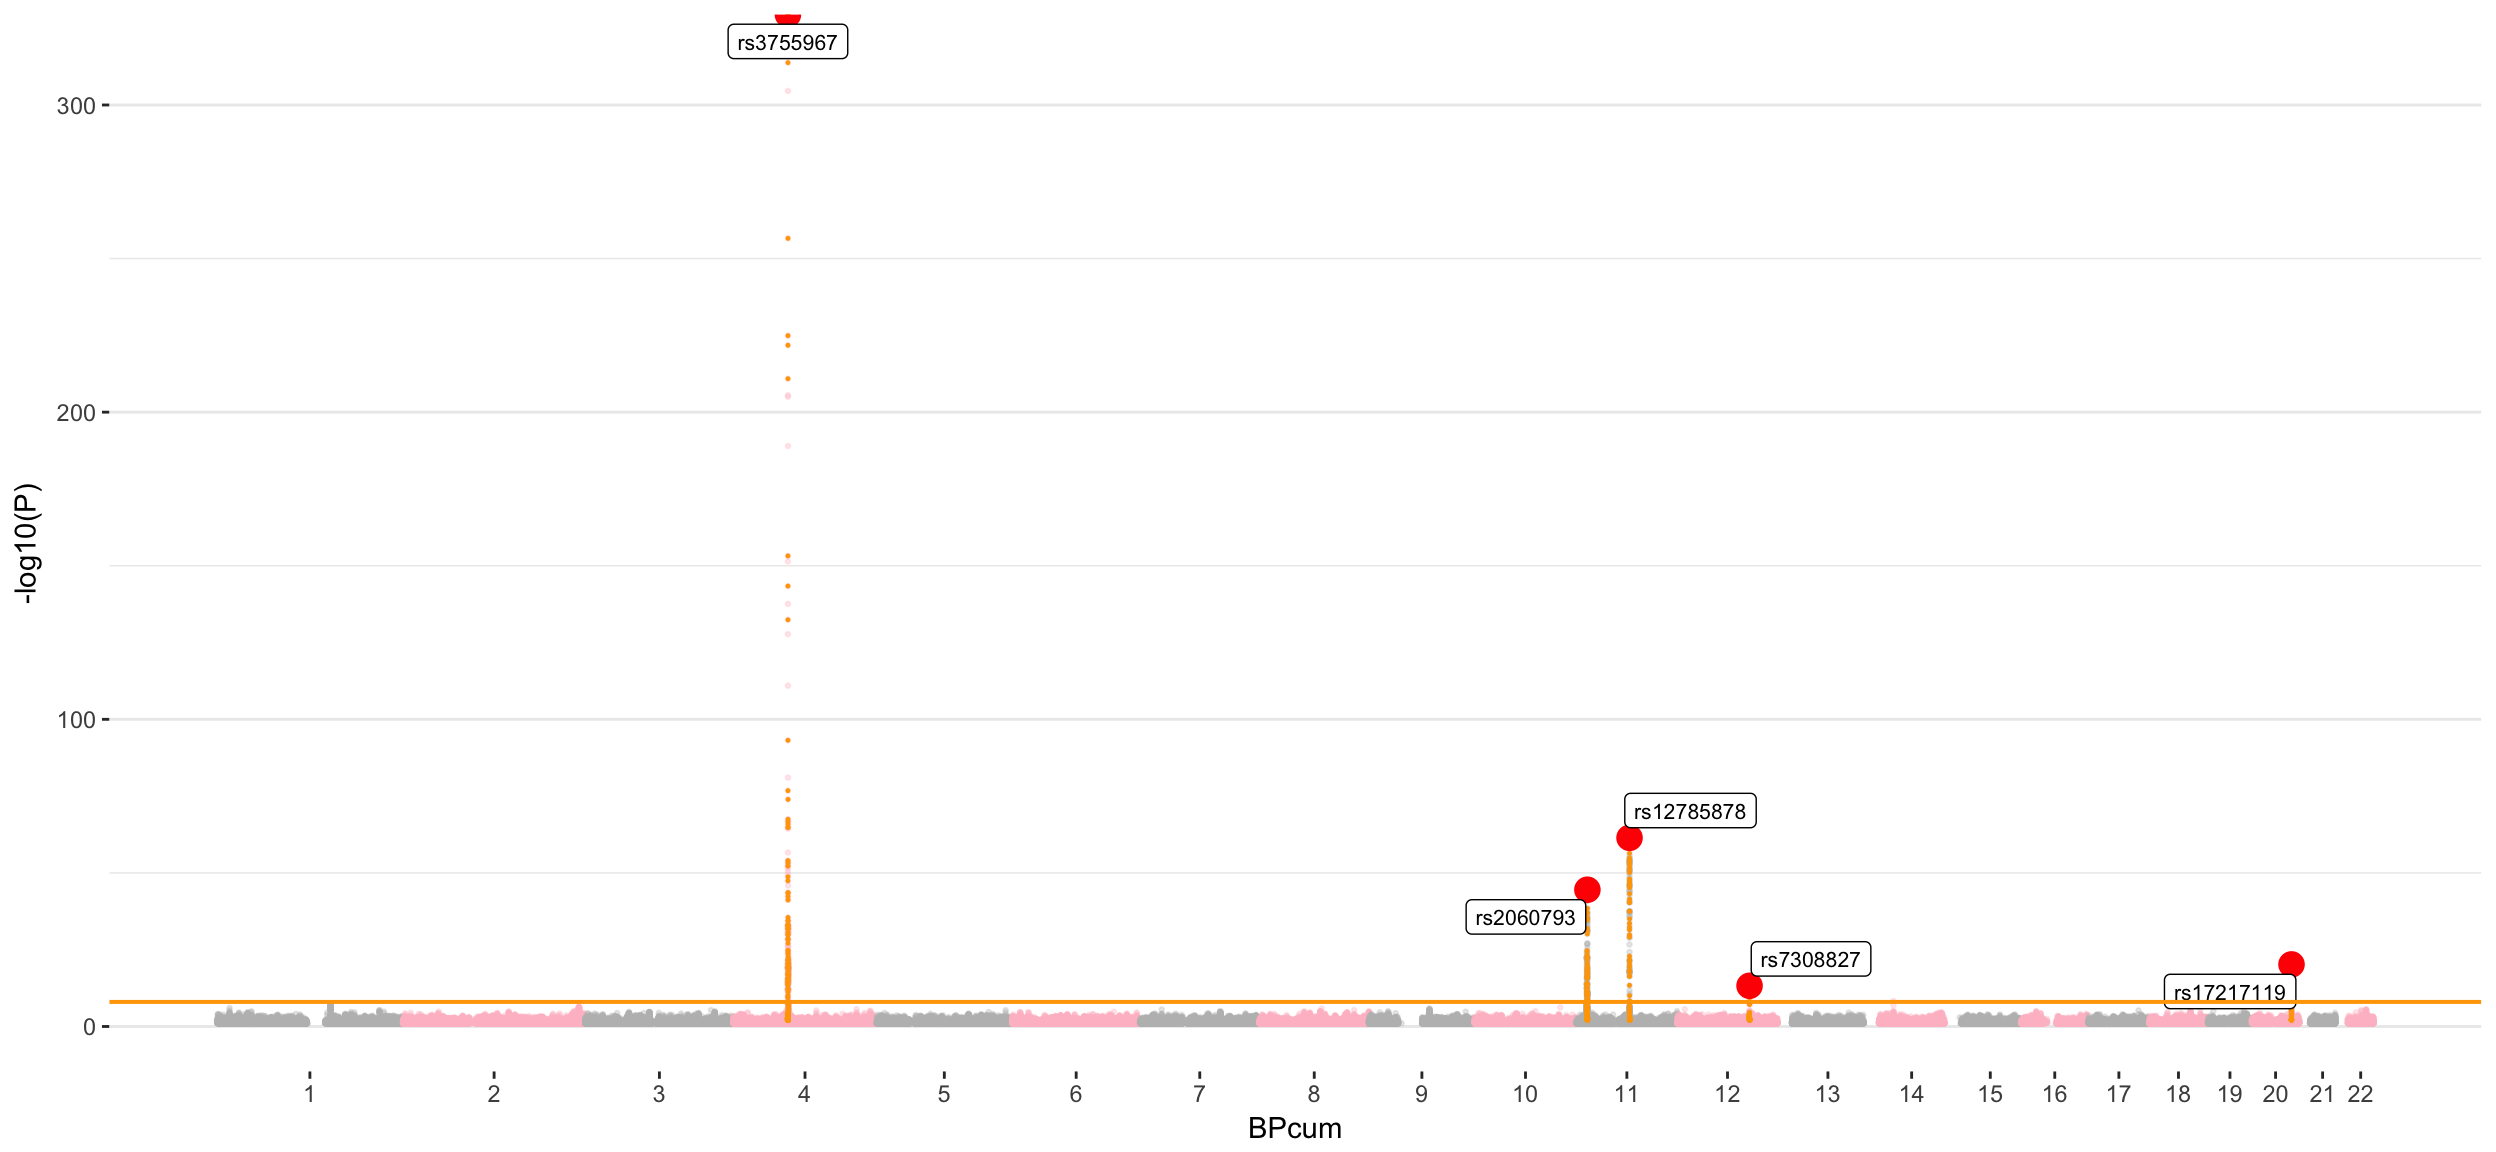 rs3755967
300
200
-log10(P)
100
rs12785878
rs2060793
rs7308827
rs17217119
0
1 2 3 4 5 6 7 8 9 10 11 12 13 14 15 16 17 18 19 20 21 22
BPcum